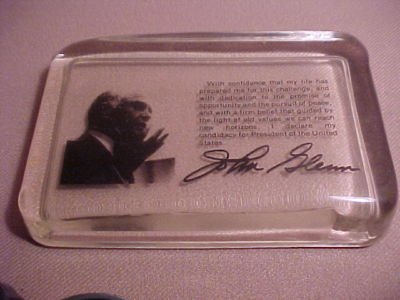 With confidence that my life has
prepared me for this challenge, and
with dedication to the promise of
opportunity and the pursuit of peace,
and with a firm belief that guided by
the light of old values we can reach
new horizons, I declare my
candidacy for President of the United
States.
John Glenn